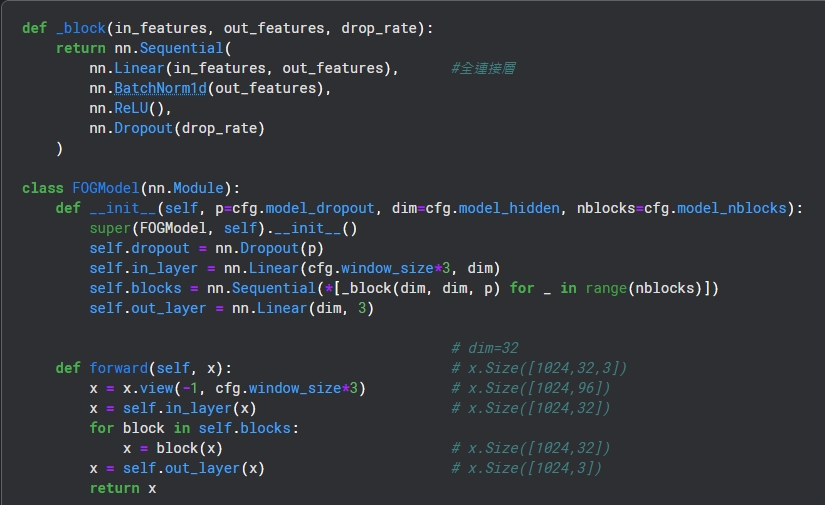 def _block(in_features, out_features, drop_rate):
    return nn.Sequential(
        nn.Linear(in_features, out_features),      #全連接層
        nn.BatchNorm1d(out_features),
        nn.ReLU(),
        nn.Dropout(drop_rate)
    )
class FOGModel(nn.Module):
    def __init__(self, p=cfg.model_dropout, dim=cfg.model_hidden, nblocks=cfg.model_nblocks):
        super(FOGModel, self).__init__()
        self.dropout = nn.Dropout(p)
        self.in_layer = nn.Linear(cfg.window_size*3, dim)
        self.blocks = nn.Sequential(*[_block(dim, dim, p) for _ in range(nblocks)])
        self.out_layer = nn.Linear(dim, 3)
                                                   # dim=32
    def forward(self, x):                          # x.Size([1024,32,3])
        x = x.view(-1, cfg.window_size*3)          # x.Size([1024,96])
        x = self.in_layer(x)                       # x.Size([1024,32])
        for block in self.blocks:
            x = block(x)                           # x.Size([1024,32])
        x = self.out_layer(x)                      # x.Size([1024,3])
        return x